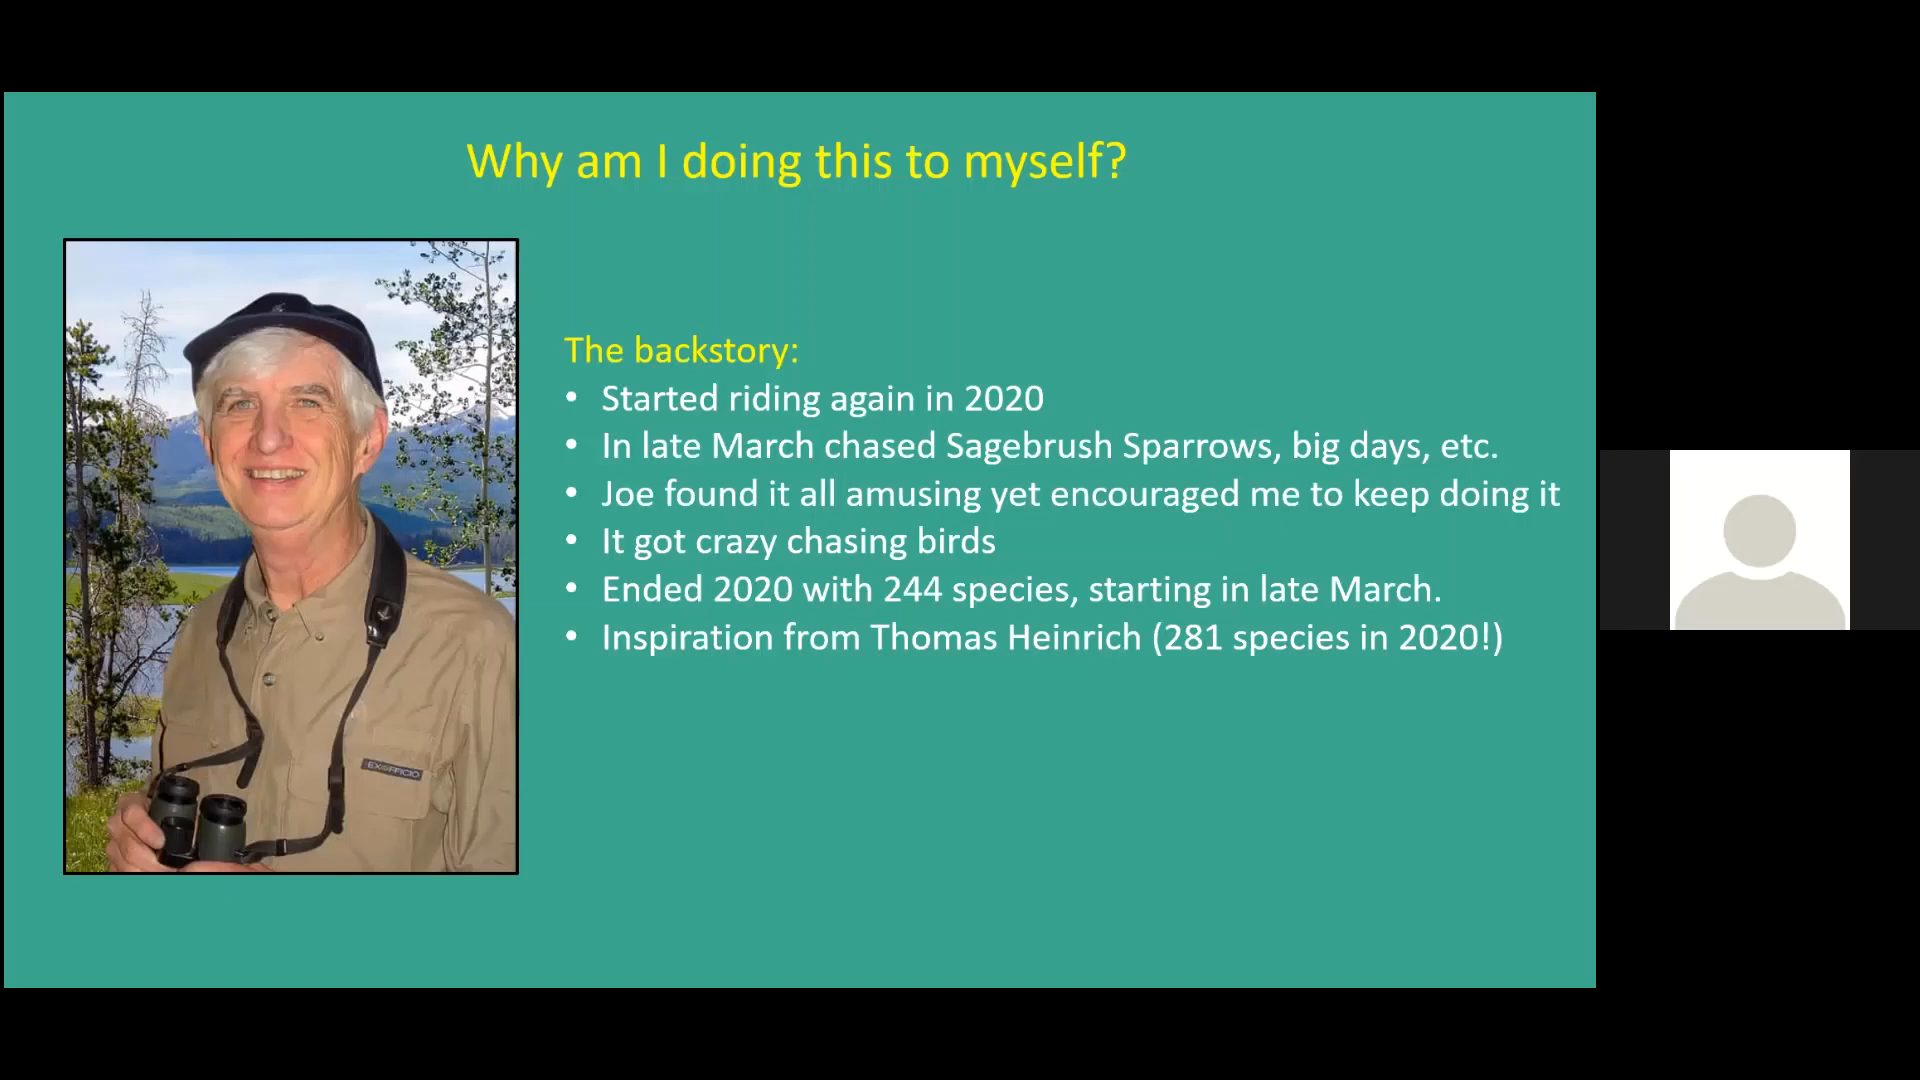 Why am I doing this to myself?
The backstory:
• Started riding again in 2020
• In late March chased Sagebrush Sparrows, big days, etc.
• Joe found it all amusing yet encouraged me to keep doing it
• It got crazy chasing birds
• Ended 2020 with 244 species, starting in late March.
• Inspiration from Thomas Heinrich (281 species in 2020!)
EXOFFICIO